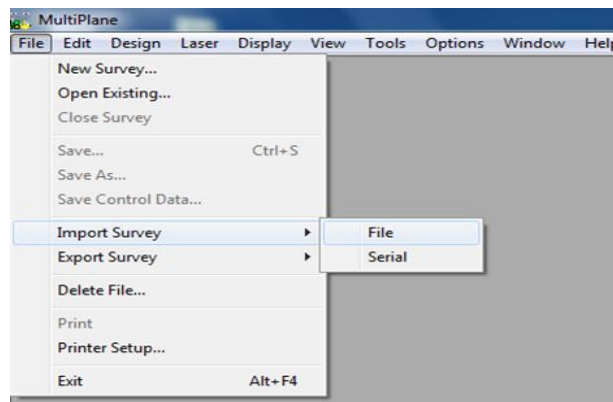 MultiPlane
File Edit Design Laser Display View Tools Options Window Help
New Survey...
Open Existing...
Close Survey
Save... Ctrl+S
Save As...
Save Control Data...
Import Survey File
Export Survey Serial
Delete File...
Print
Printer Setup...
Exit Alt+F4